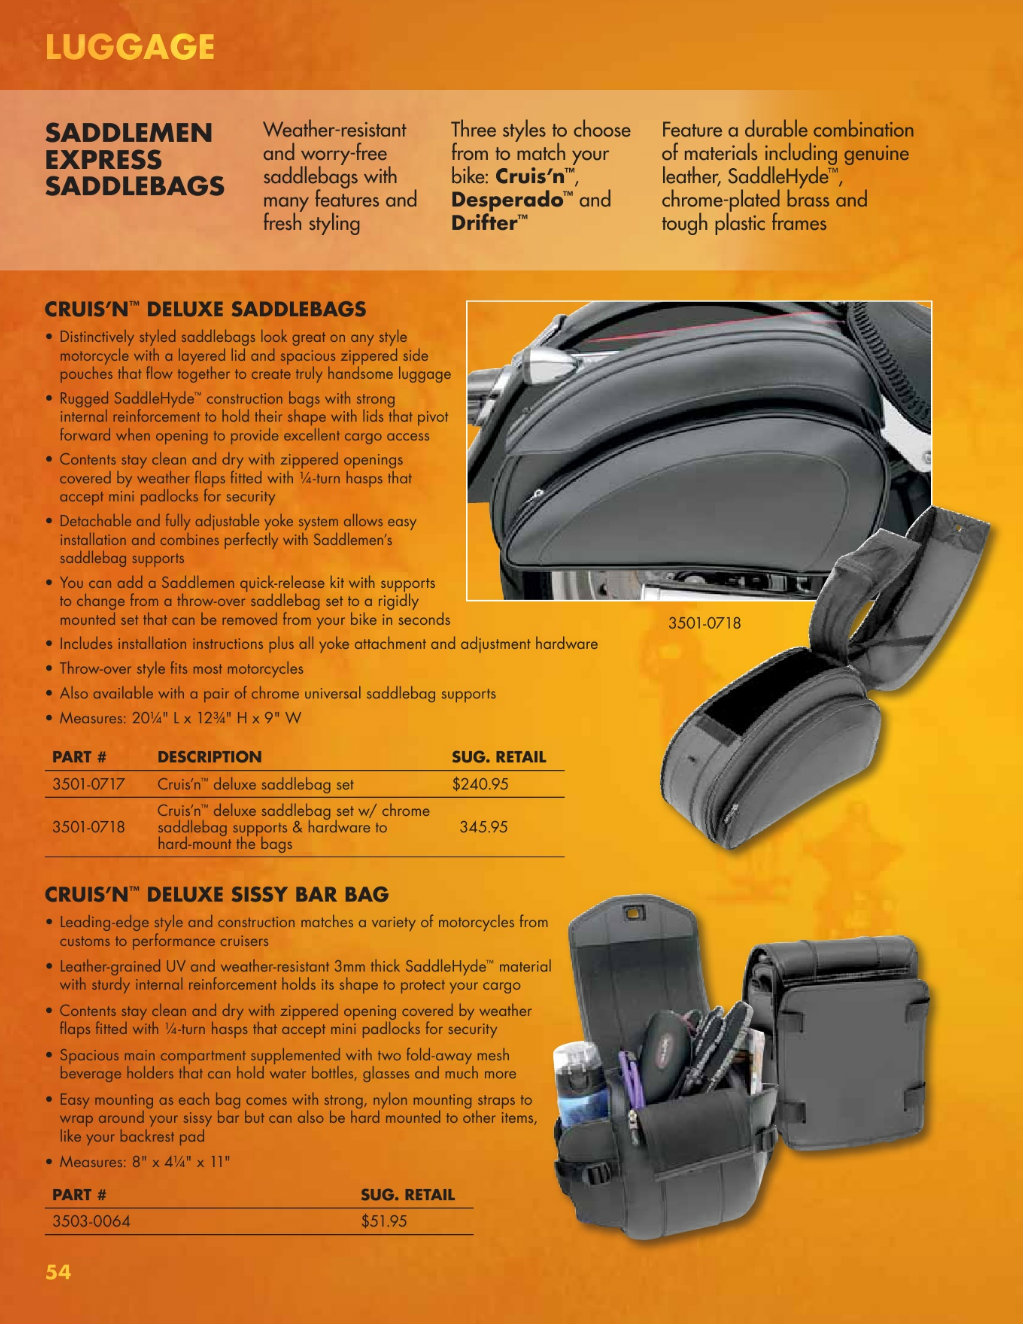 LUGGAGE
SADDLEMEN
EXPRESS
SADDLEBAGS
Weather-resistant
and worry-free
saddlebags with
many features and
fresh styling
Three styles to choose
from to match your
bike: Cruis’n™,
Desperado™ and
Drifter™
Feature a durable combination
of materials including genuine
leather, SaddleHyde™,
chrome-plated brass and
tough plastic frames
CRUIS’N™ DELUXE SADDLEBAGS
• Distinctively styled saddlebags look great on any style
motorcycle with a layered lid and spacious zippered side
pouches that flow together to create truly handsome luggage
• Rugged SaddleHyde™ construction bags with strong
internal reinforcement to hold their shape with lids that pivot
forward when opening to provide excellent cargo access
• Contents stay clean and dry with zippered openings
covered by weather flaps fitted with ¼-turn hasps that
accept mini padlocks for security
• Detachable and fully adjustable yoke system allows easy
installation and combines perfectly with Saddlemen’s
saddlebag supports
• You can add a Saddlemen quick-release kit with supports
to change from a throw-over saddlebag set to a rigidly
mounted set that can be removed from your bike in seconds
• Includes installation instructions plus all yoke attachment and adjustment hardware
• Throw-over style fits most motorcycles
• Also available with a pair of chrome universal saddlebag supports
• Measures: 20¼" L x 12¾" H x 9" W
3501-0718
PART # DESCRIPTION SUG. RETAIL
3501-0717 Cruis’n™ deluxe saddlebag set $240.95
Cruis’n™ deluxe saddlebag set w/ chrome
3501-0718 saddlebag supports & hardware to 345.95
hard-mount the bags
CRUIS’N™ DELUXE SISSY BAR BAG
• Leading-edge style and construction matches a variety of motorcycles from
customs to performance cruisers
• Leather-grained UV and weather-resistant 3mm thick SaddleHyde™ material
with sturdy internal reinforcement holds its shape to protect your cargo
• Contents stay clean and dry with zippered opening covered by weather
flaps fitted with ¼-turn hasps that accept mini padlocks for security
• Spacious main compartment supplemented with two fold-away mesh
beverage holders that can hold water bottles, glasses and much more
• Easy mounting as each bag comes with strong, nylon mounting straps to
wrap around your sissy bar but can also be hard mounted to other items,
like your backrest pad
• Measures: 8" x 4¼" x 11"
PART # SUG. RETAIL
3503-0064 $51.95
54